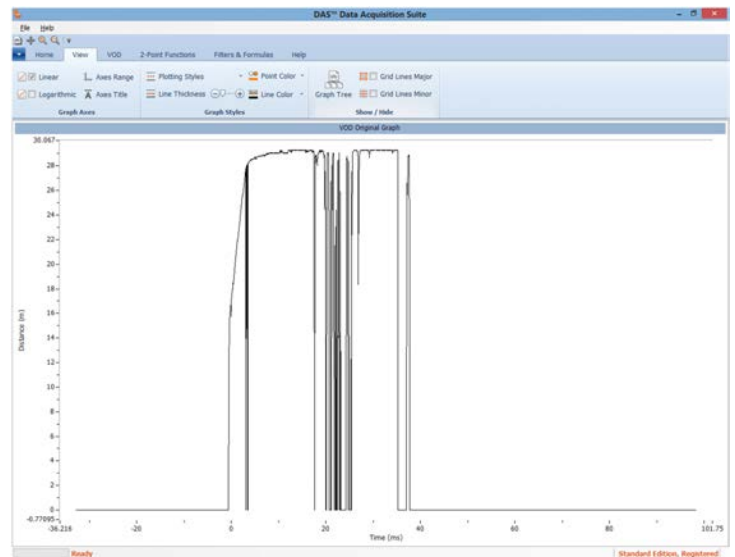 DAS™ Data Acquisition Suite
File Help
Home View VOD 2-Point Functions Filters & Formulas Help
Linear Axes Range Plotting Styles Point Color Grid Lines Major
Logarithmic Axes Title Line Thickness Line Color Graph Tree Grid Lines Minor
Graph Axes Graph Styles Show / Hide
VOD Original Graph
30.067
28
26
24
22
20
18
16
14
12
10
8
6
4
2
0
-0.77095
Distance (m)
-36.216 -20 0 20 40 60 80 101.75
Time (ms)
Ready Standard Edition, Registered